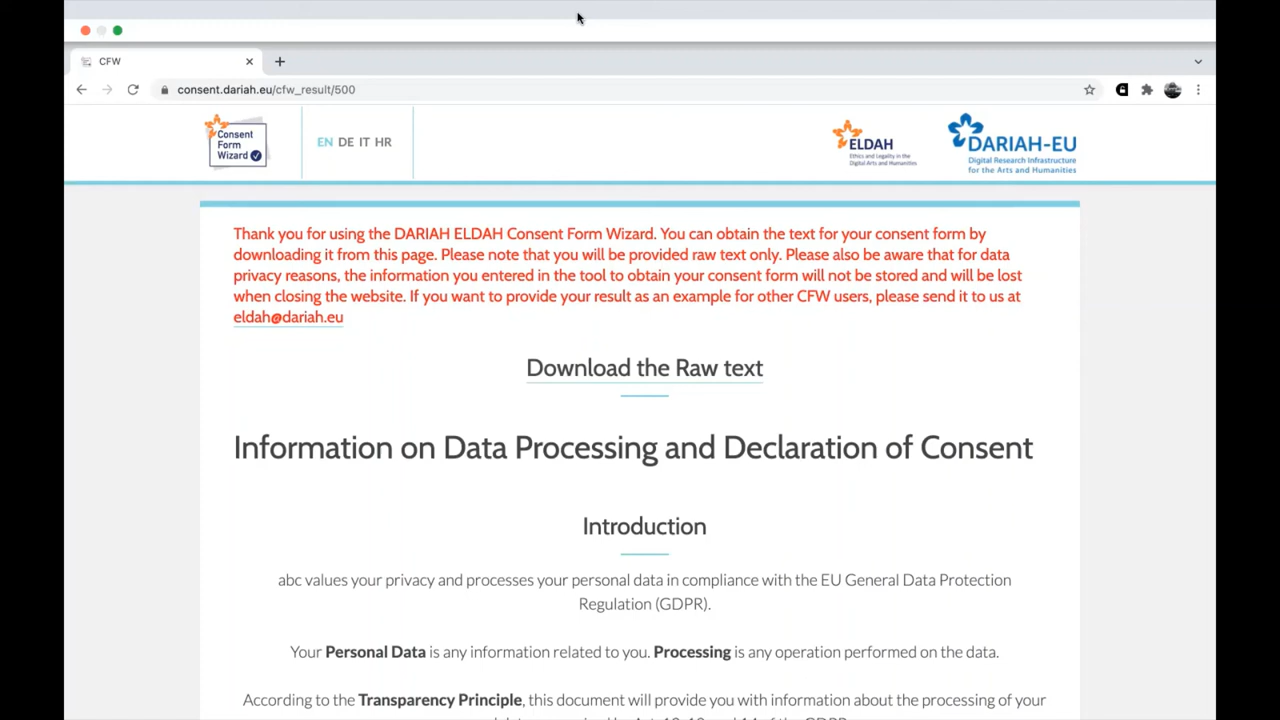 CFW
consent.dariah.eu/cfw_result/500
Consent
Form
Wizard
EN DE IT HR
ELDAH
Ethics and Legality in the
Digital Arts and Humanities
DARIAH-EU
Digital Research Infrastructure
for the Arts and Humanities
Thank you for using the DARIAH ELDAH Consent Form Wizard. You can obtain the text for your consent form by
downloading it from this page. Please note that you will be provided raw text only. Please also be aware that for data
privacy reasons, the information you entered in the tool to obtain your consent form will not be stored and will be lost
when closing the website. If you want to provide your result as an example for other CFW users, please send it to us at
eldah@dariah.eu
Download the Raw text
Information on Data Processing and Declaration of Consent
Introduction
abc values your privacy and processes your personal data in compliance with the EU General Data Protection
Regulation (GDPR).
Your Personal Data is any information related to you. Processing is any operation performed on the data.
According to the Transparency Principle, this document will provide you with information about the processing of your